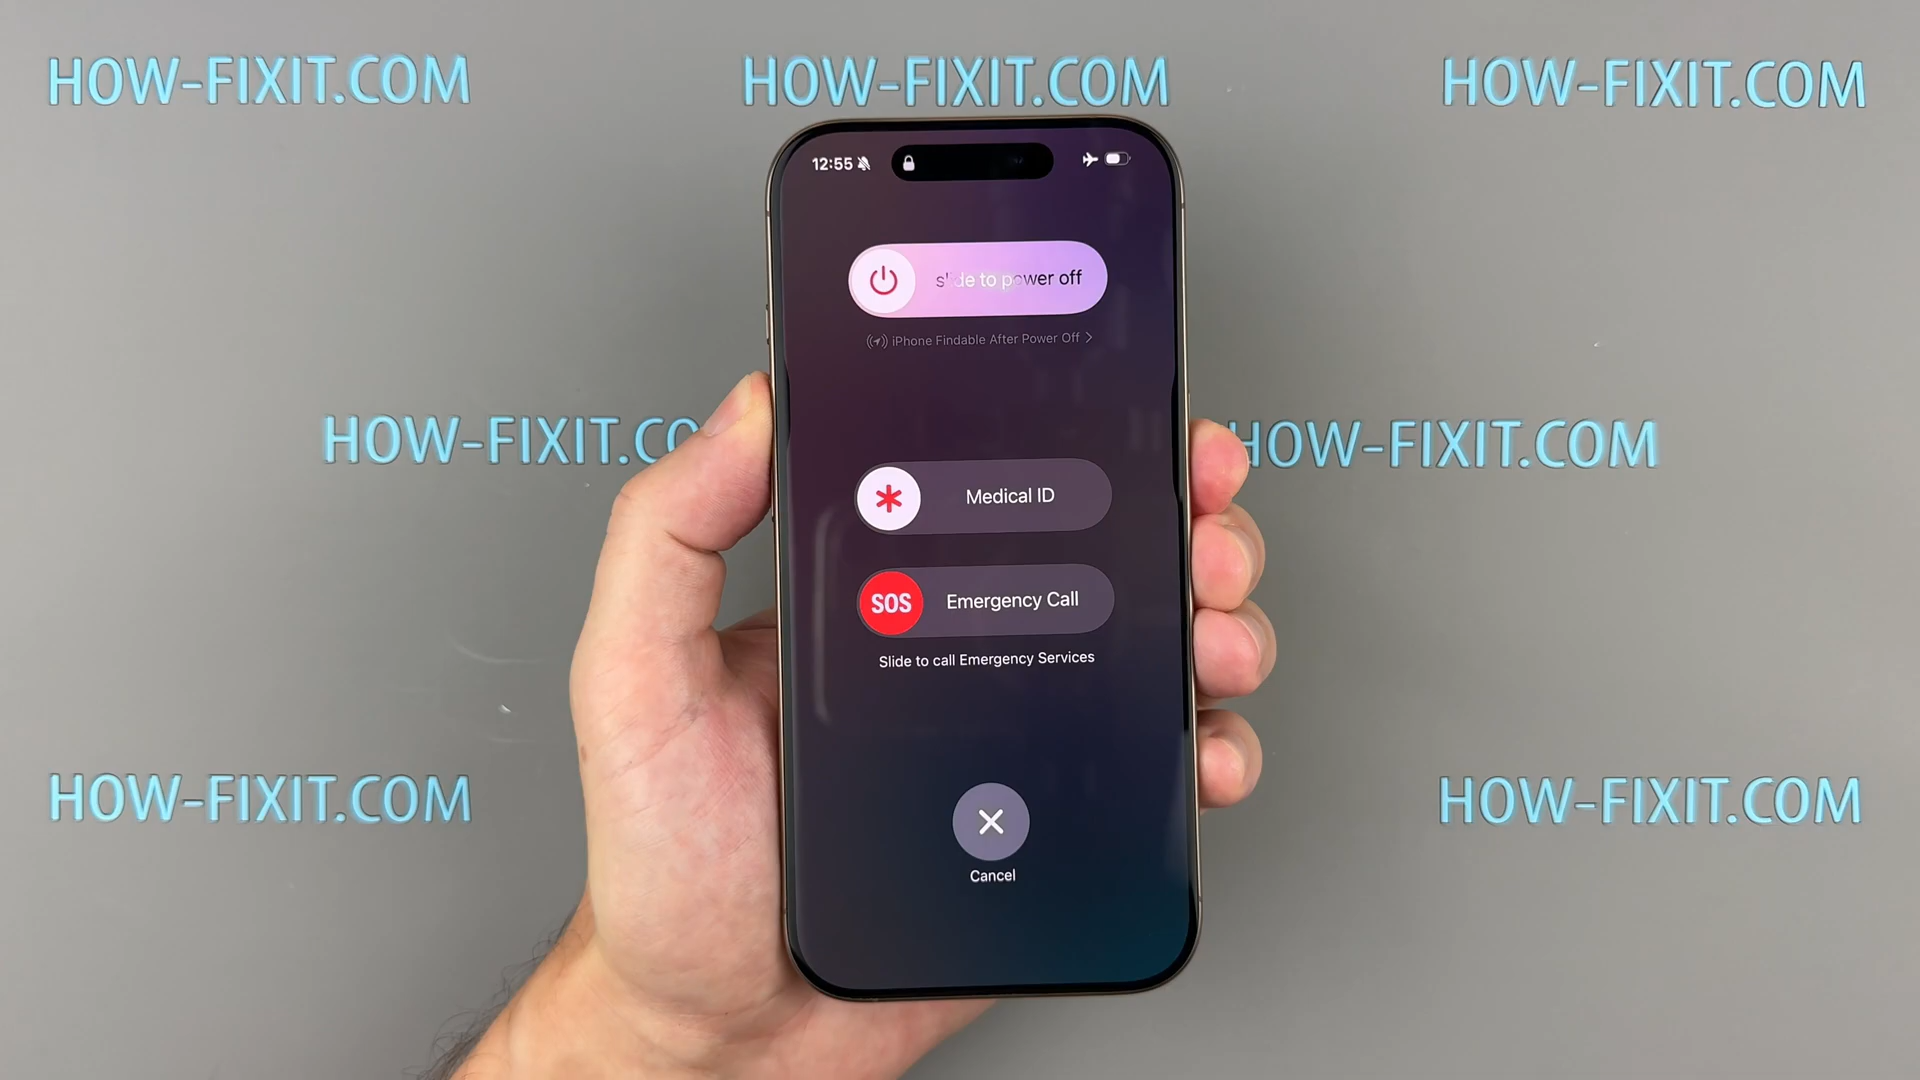 HOW-FIXIT.COM HOW-FIXIT.COM HOW-FIXIT.COM
12:55
slide to power off
iPhone Findable After Power Off
HOW-FIXIT.CO HOW-FIXIT.COM
Medical ID
SOS Emergency Call
Slide to call Emergency Services
HOW-FIXIT.COM HOW-FIXIT.COM
Cancel